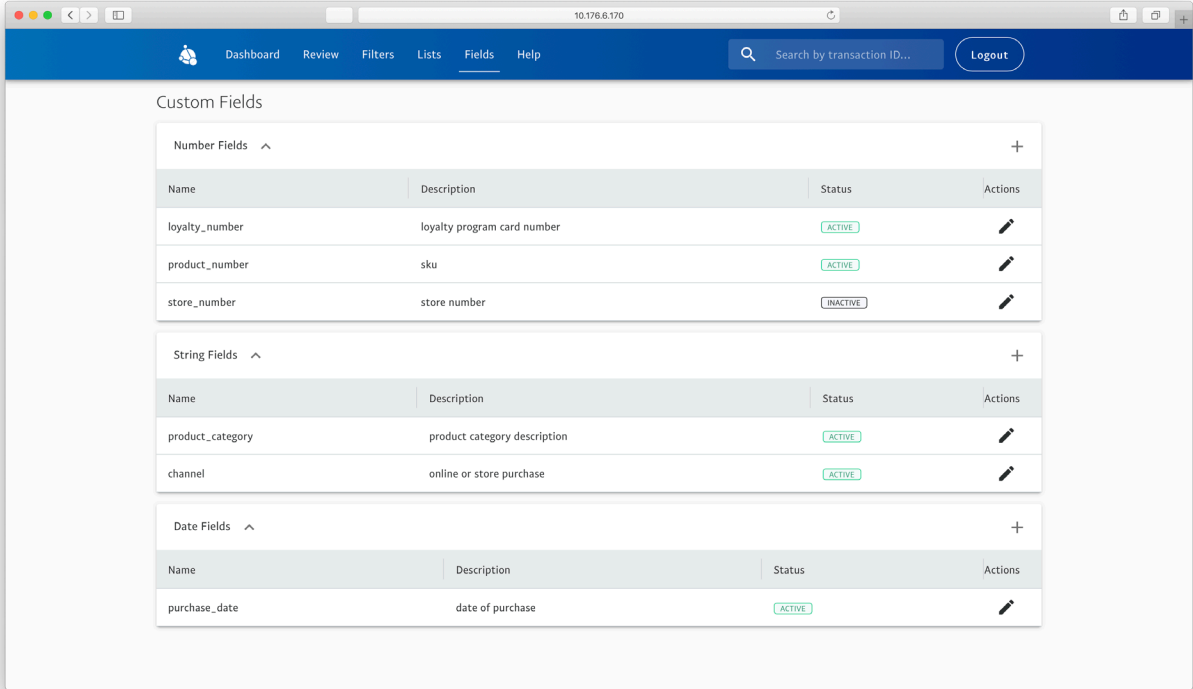 10.176.6.170
Dashboard Review Filters Lists Fields Help Search by transaction ID... Logout
Custom Fields
Number Fields
Name Description Status Actions
loyalty_number loyalty program card number ACTIVE
product_number sku ACTIVE
store_number store number INACTIVE
String Fields
Name Description Status Actions
product_category product category description ACTIVE
channel online or store purchase ACTIVE
Date Fields
Name Description Status Actions
purchase_date date of purchase ACTIVE